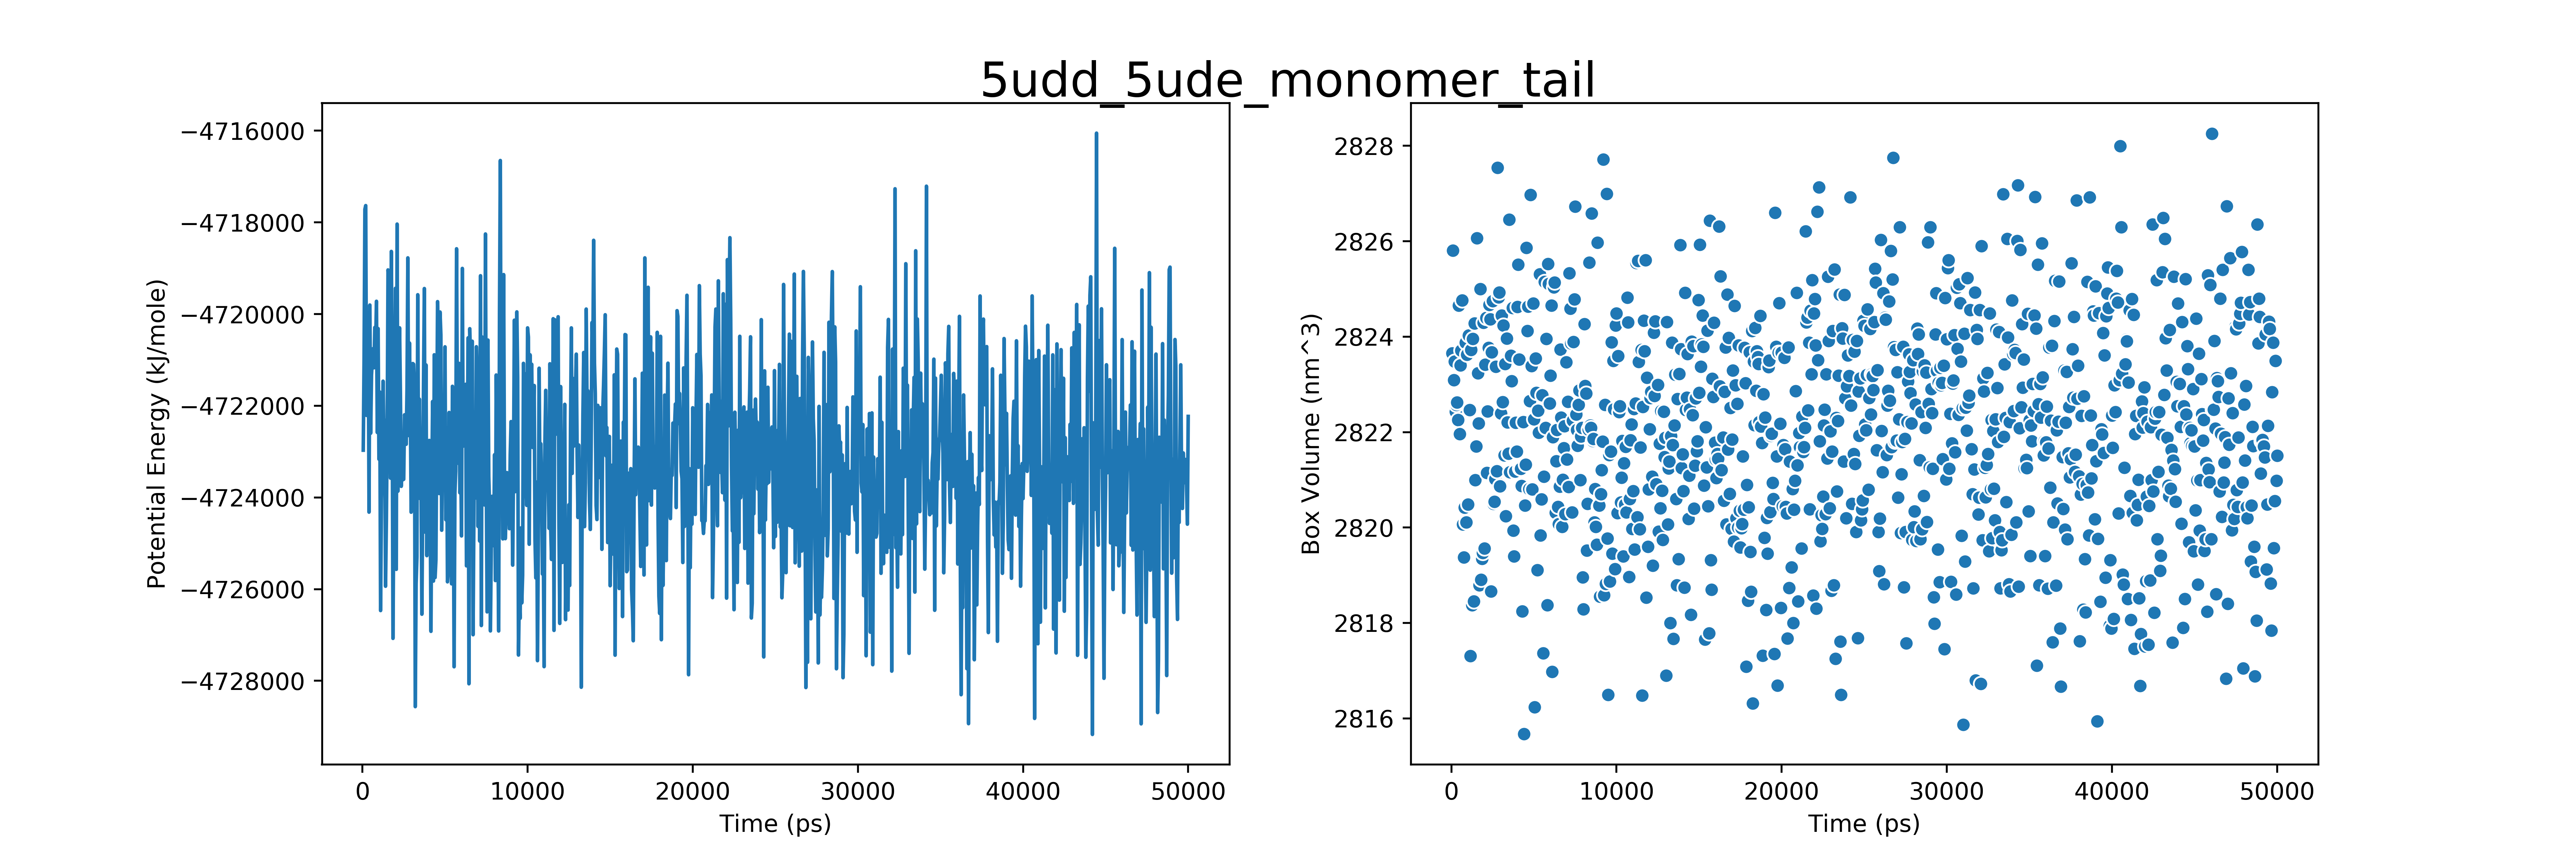 5udd_5ude_monomer_tail
−4716000
−4718000
−4720000
−4722000
−4724000
−4726000
−4728000
Potential Energy (kJ/mole)
0 10000 20000 30000 40000 50000
Time (ps)
2828
2826
2824
2822
2820
2818
2816
Box Volume (nm^3)
0 10000 20000 30000 40000 50000
Time (ps)